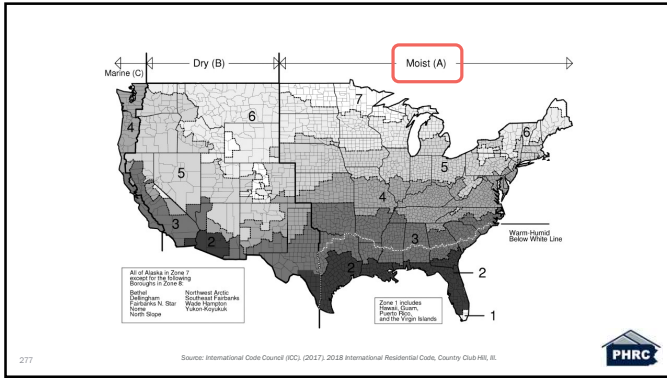 Marine (C)
Dry (B)
Moist (A)
7
6
6
4
5
5
4
3
3
2
2
2
1
Warm-Humid
Below White Line
All of Alaska in Zone 7
except for the following
Boroughs in Zone 8:
Bethel Northwest Arctic
Dellingham Southeast Fairbanks
Fairbanks N. Star Wade Hampton
Nome Yukon-Koyukuk
North Slope
Zone 1 includes
Hawaii, Guam,
Puerto Rico,
and the Virgin Islands
277
Source: International Code Council (ICC). (2017). 2018 International Residential Code, Country Club Hill, Ill.
PHRC